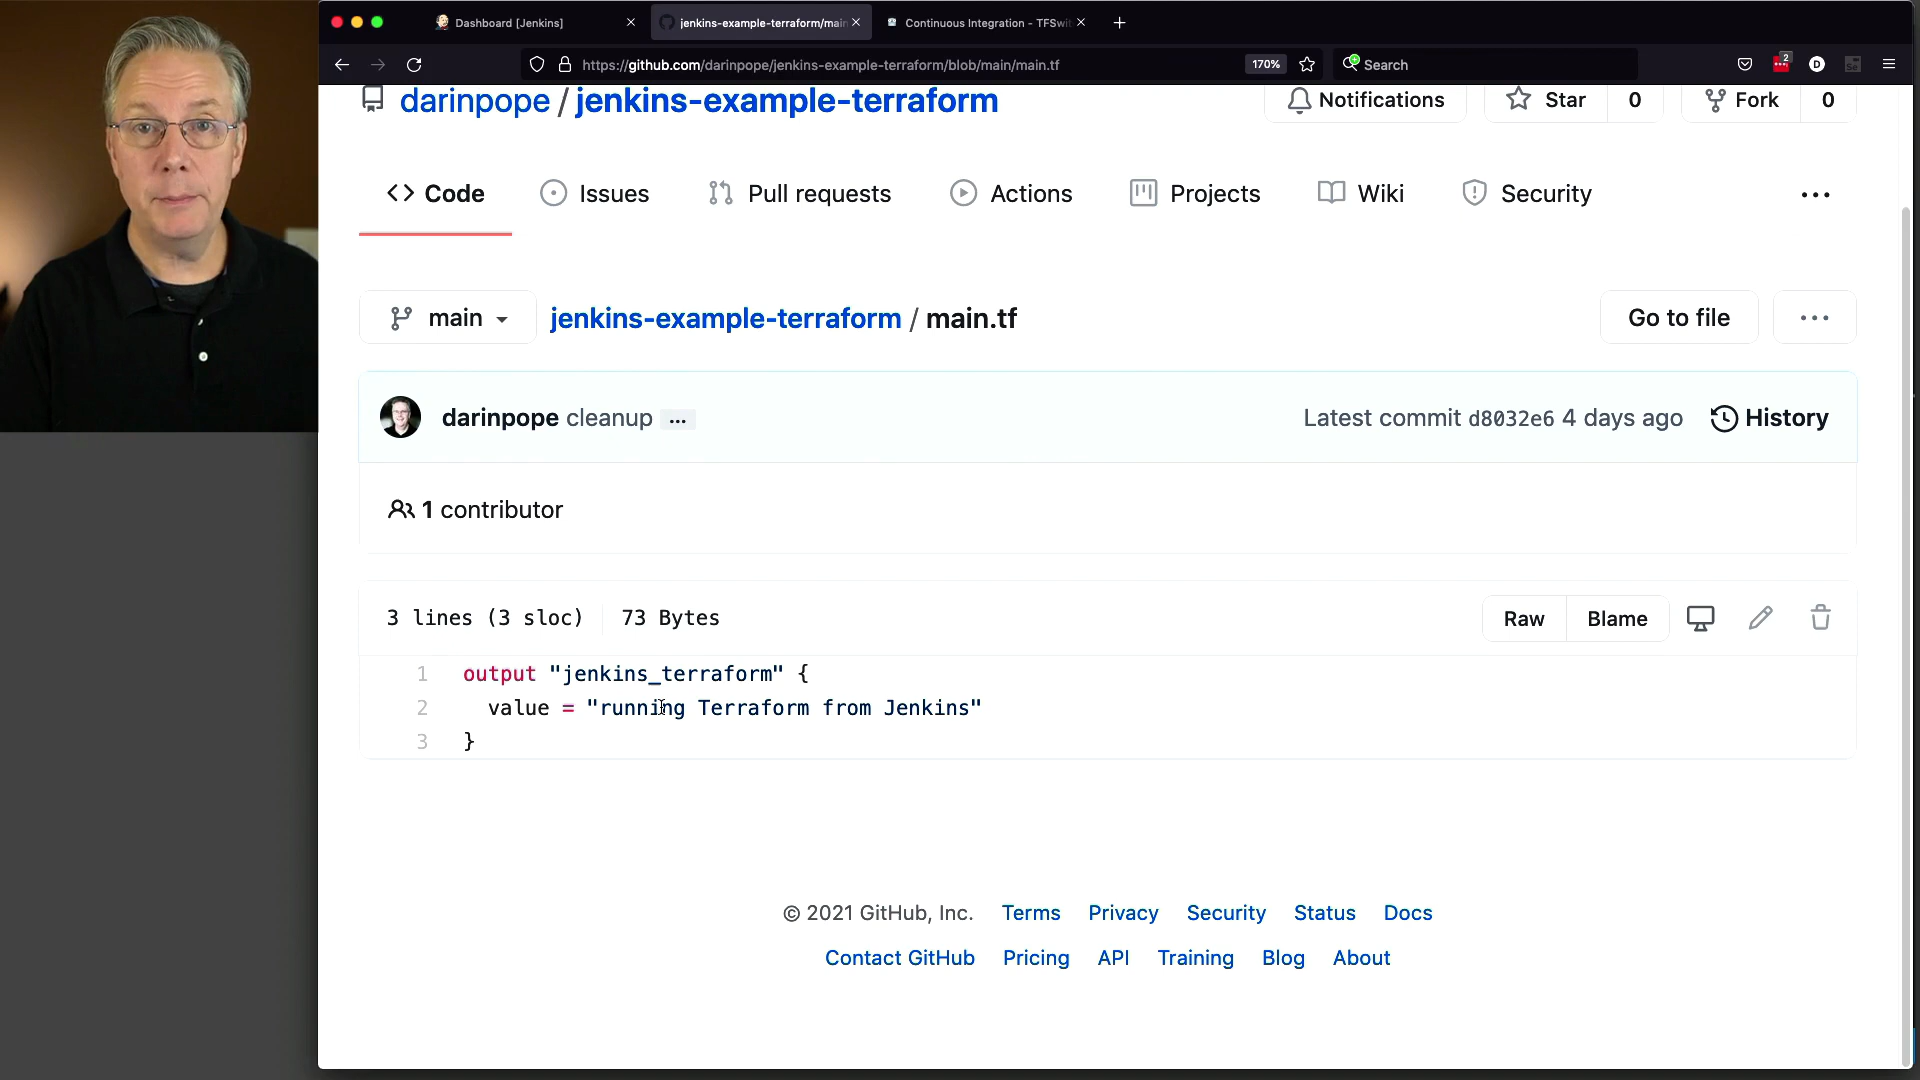 Dashboard [Jenkins]
jenkins-example-terraform/main
Continuous Integration - TFSwit
https://github.com/darinpope/jenkins-example-terraform/blob/main/main.tf
170%
Search
2
D
darinpope / jenkins-example-terraform
Notifications
Star 0
Fork 0
Code
Issues
Pull requests
Actions
Projects
Wiki
Security
main
jenkins-example-terraform / main.tf
Go to file
darinpope cleanup ...
Latest commit d8032e6 4 days ago
History
1 contributor
3 lines (3 sloc) 73 Bytes
Raw
Blame
1 output "jenkins_terraform" {
2 value = "running Terraform from Jenkins"
3 }
© 2021 GitHub, Inc. Terms Privacy Security Status Docs
Contact GitHub Pricing API Training Blog About